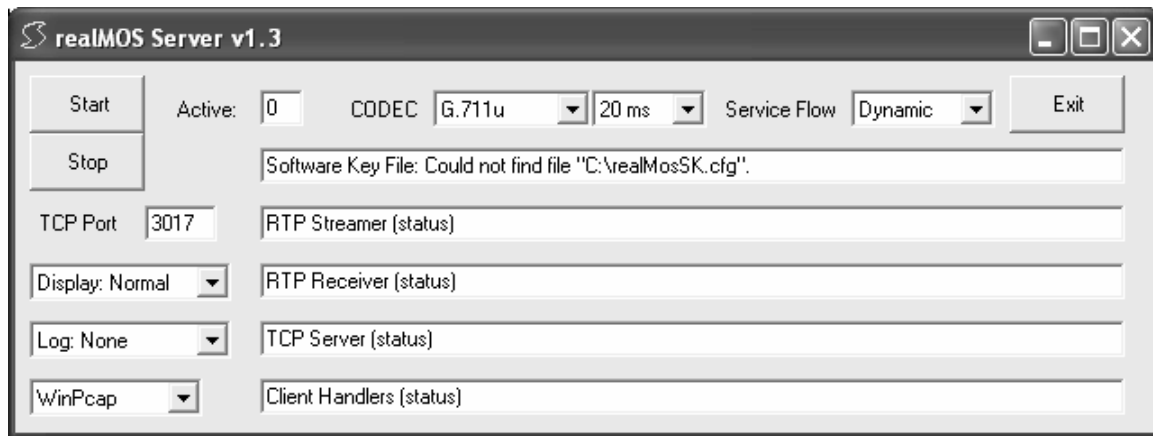 realMOS Server v1.3
Start Active: 0 CODEC G.711u 20 ms Service Flow Dynamic Exit
Stop Software Key File: Could not find file "C:\realMosSK.cfg".
TCP Port 3017 RTP Streamer (status)
Display: Normal RTP Receiver (status)
Log: None TCP Server (status)
WinPcap Client Handlers (status)